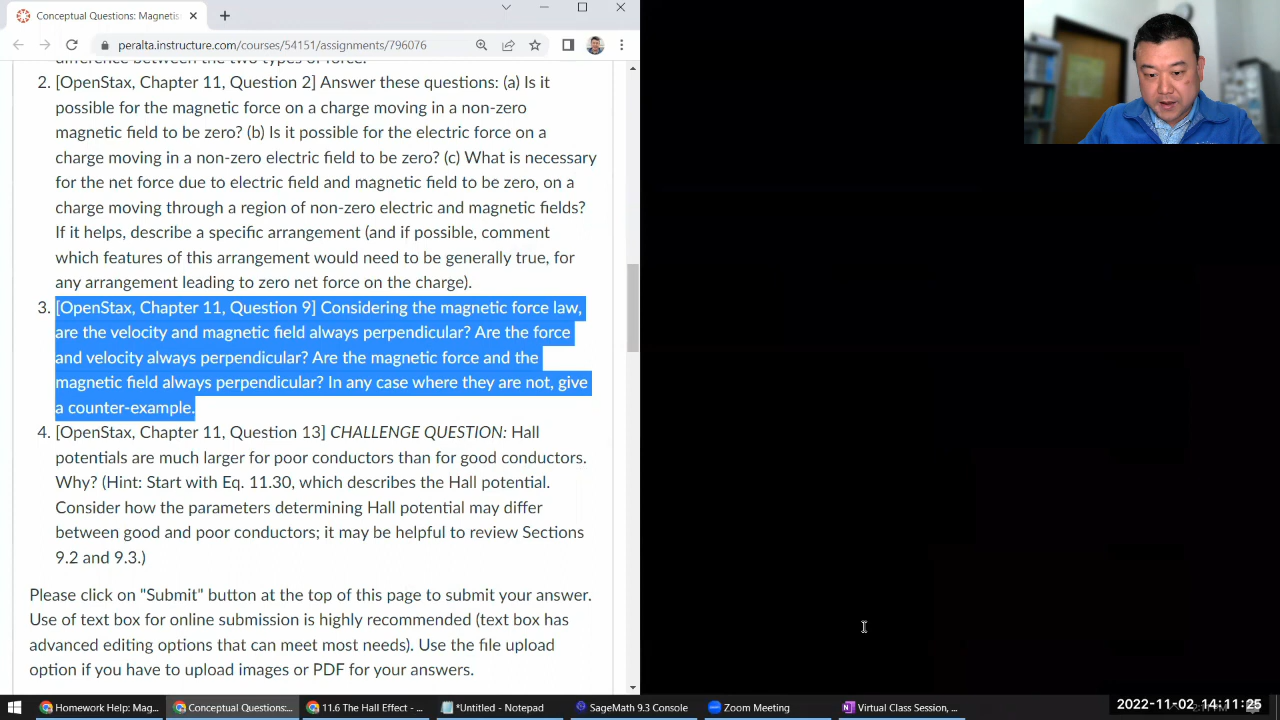 Conceptual Questions: Magnetis
peralta.instructure.com/courses/54151/assignments/796076
difference between the two types of force.
2. [OpenStax, Chapter 11, Question 2] Answer these questions: (a) Is it
possible for the magnetic force on a charge moving in a non-zero
magnetic field to be zero? (b) Is it possible for the electric force on a
charge moving in a non-zero electric field to be zero? (c) What is necessary
for the net force due to electric field and magnetic field to be zero, on a
charge moving through a region of non-zero electric and magnetic fields?
If it helps, describe a specific arrangement (and if possible, comment
which features of this arrangement would need to be generally true, for
any arrangement leading to zero net force on the charge).
3. [OpenStax, Chapter 11, Question 9] Considering the magnetic force law,
are the velocity and magnetic field always perpendicular? Are the force
and velocity always perpendicular? Are the magnetic force and the
magnetic field always perpendicular? In any case where they are not, give
a counter-example.
4. [OpenStax, Chapter 11, Question 13] CHALLENGE QUESTION: Hall
potentials are much larger for poor conductors than for good conductors.
Why? (Hint: Start with Eq. 11.30, which describes the Hall potential.
Consider how the parameters determining Hall potential may differ
between good and poor conductors; it may be helpful to review Sections
9.2 and 9.3.)
Please click on "Submit" button at the top of this page to submit your answer.
Use of text box for online submission is highly recommended (text box has
advanced editing options that can meet most needs). Use the file upload
option if you have to upload images or PDF for your answers.
Homework Help: Mag... Conceptual Questions:... 11.6 The Hall Effect - ... *Untitled - Notepad SageMath 9.3 Console Zoom Meeting Virtual Class Session, ... 2022-11-02 14:11:25